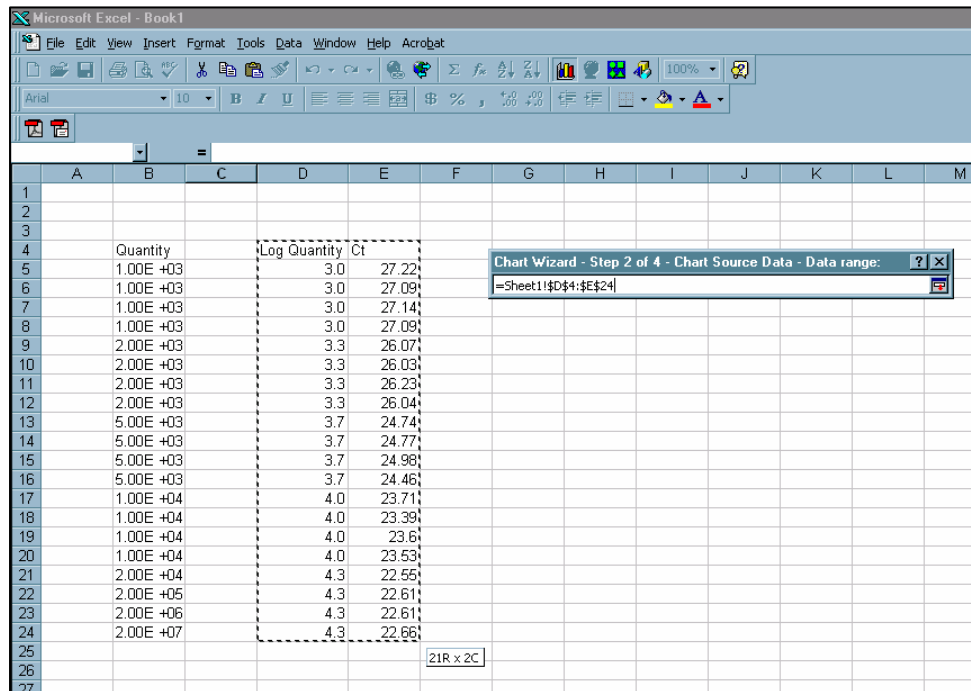 Microsoft Excel - Book1
File Edit View Insert Format Tools Data Window Help Acrobat
100%
Arial 10 B I U $ % ,
=
A B C D E F G H I J K L M
1
2
3
4 Quantity Log Quantity Ct
5 1.00E +03 3.0 27.22
6 1.00E +03 3.0 27.09
7 1.00E +03 3.0 27.14
8 1.00E +03 3.0 27.09
9 2.00E +03 3.3 26.07
10 2.00E +03 3.3 26.03
11 2.00E +03 3.3 26.23
12 2.00E +03 3.3 26.04
13 5.00E +03 3.7 24.74
14 5.00E +03 3.7 24.77
15 5.00E +03 3.7 24.98
16 5.00E +03 3.7 24.46
17 1.00E +04 4.0 23.71
18 1.00E +04 4.0 23.39
19 1.00E +04 4.0 23.6
20 1.00E +04 4.0 23.53
21 2.00E +04 4.3 22.55
22 2.00E +05 4.3 22.61
23 2.00E +06 4.3 22.61
24 2.00E +07 4.3 22.66
25
26
27
Chart Wizard - Step 2 of 4 - Chart Source Data - Data range:
=Sheet1!$D$4:$E$24
21R x 2C